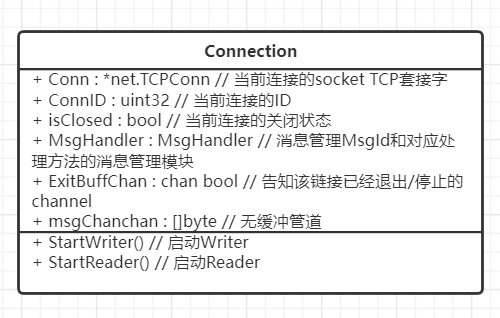 Connection
+ Conn : *net.TCPConn // 当前连接的socket TCP套接字
+ ConnID : uint32 // 当前连接的ID
+ isClosed : bool // 当前连接的关闭状态
+ MsgHandler : MsgHandler // 消息管理MsgId和对应处
理方法的消息管理模块
+ ExitBuffChan : chan bool // 告知该链接已经退出/停止的
channel
+ msgChanchan : []byte // 无缓冲管道
+ StartWriter() // 启动Writer
+ StartReader() // 启动Reader